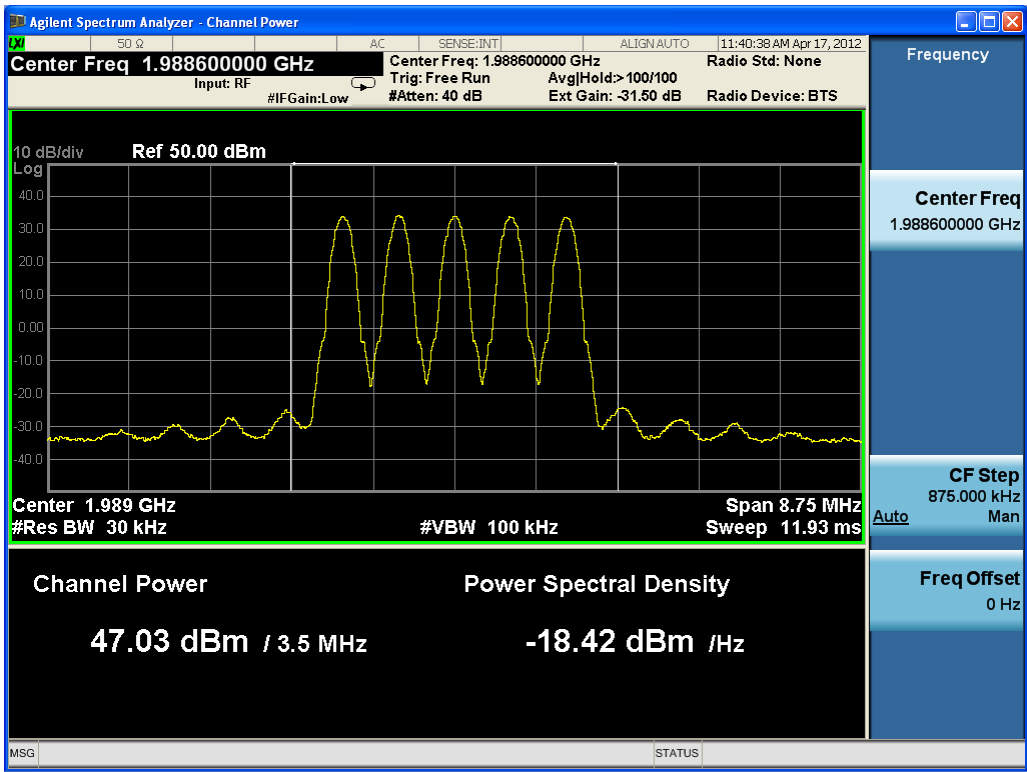 Agilent Spectrum Analyzer - Channel Power
LXI 50 Ω AC SENSE:INT ALIGN AUTO 11:40:38 AM Apr 17, 2012
Center Freq 1.988600000 GHz
Input: RF
#IFGain:Low
Center Freq: 1.988600000 GHz
Trig: Free Run Avg|Hold:>100/100
#Atten: 40 dB Ext Gain: -31.50 dB
Radio Std: None
Radio Device: BTS
10 dB/div Ref 50.00 dBm
Log
40.0
30.0
20.0
10.0
0.00
-10.0
-20.0
-30.0
-40.0
Center 1.989 GHz Span 8.75 MHz
#Res BW 30 kHz #VBW 100 kHz Sweep 11.93 ms
Channel Power Power Spectral Density
47.03 dBm / 3.5 MHz -18.42 dBm /Hz
Frequency
Center Freq
1.988600000 GHz
CF Step
875.000 kHz
Auto Man
Freq Offset
0 Hz
MSG STATUS